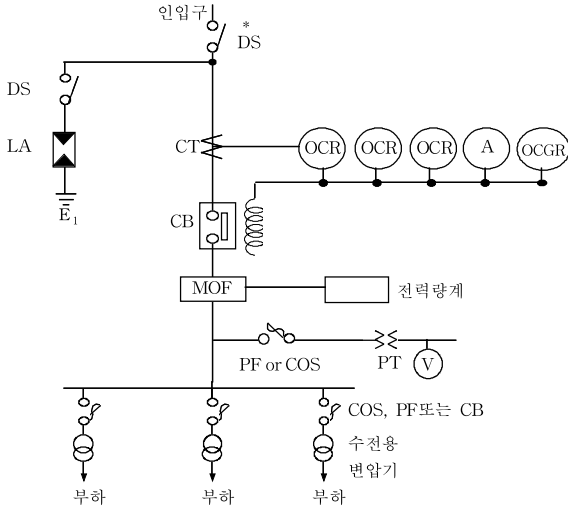 인입구
*
DS
DS
LA
E₁
CT
OCR
OCR
OCR
A
OCGR
CB
MOF
전력량계
PF or COS
PT
V
COS, PF또는 CB
수전용
변압기
부하
부하
부하